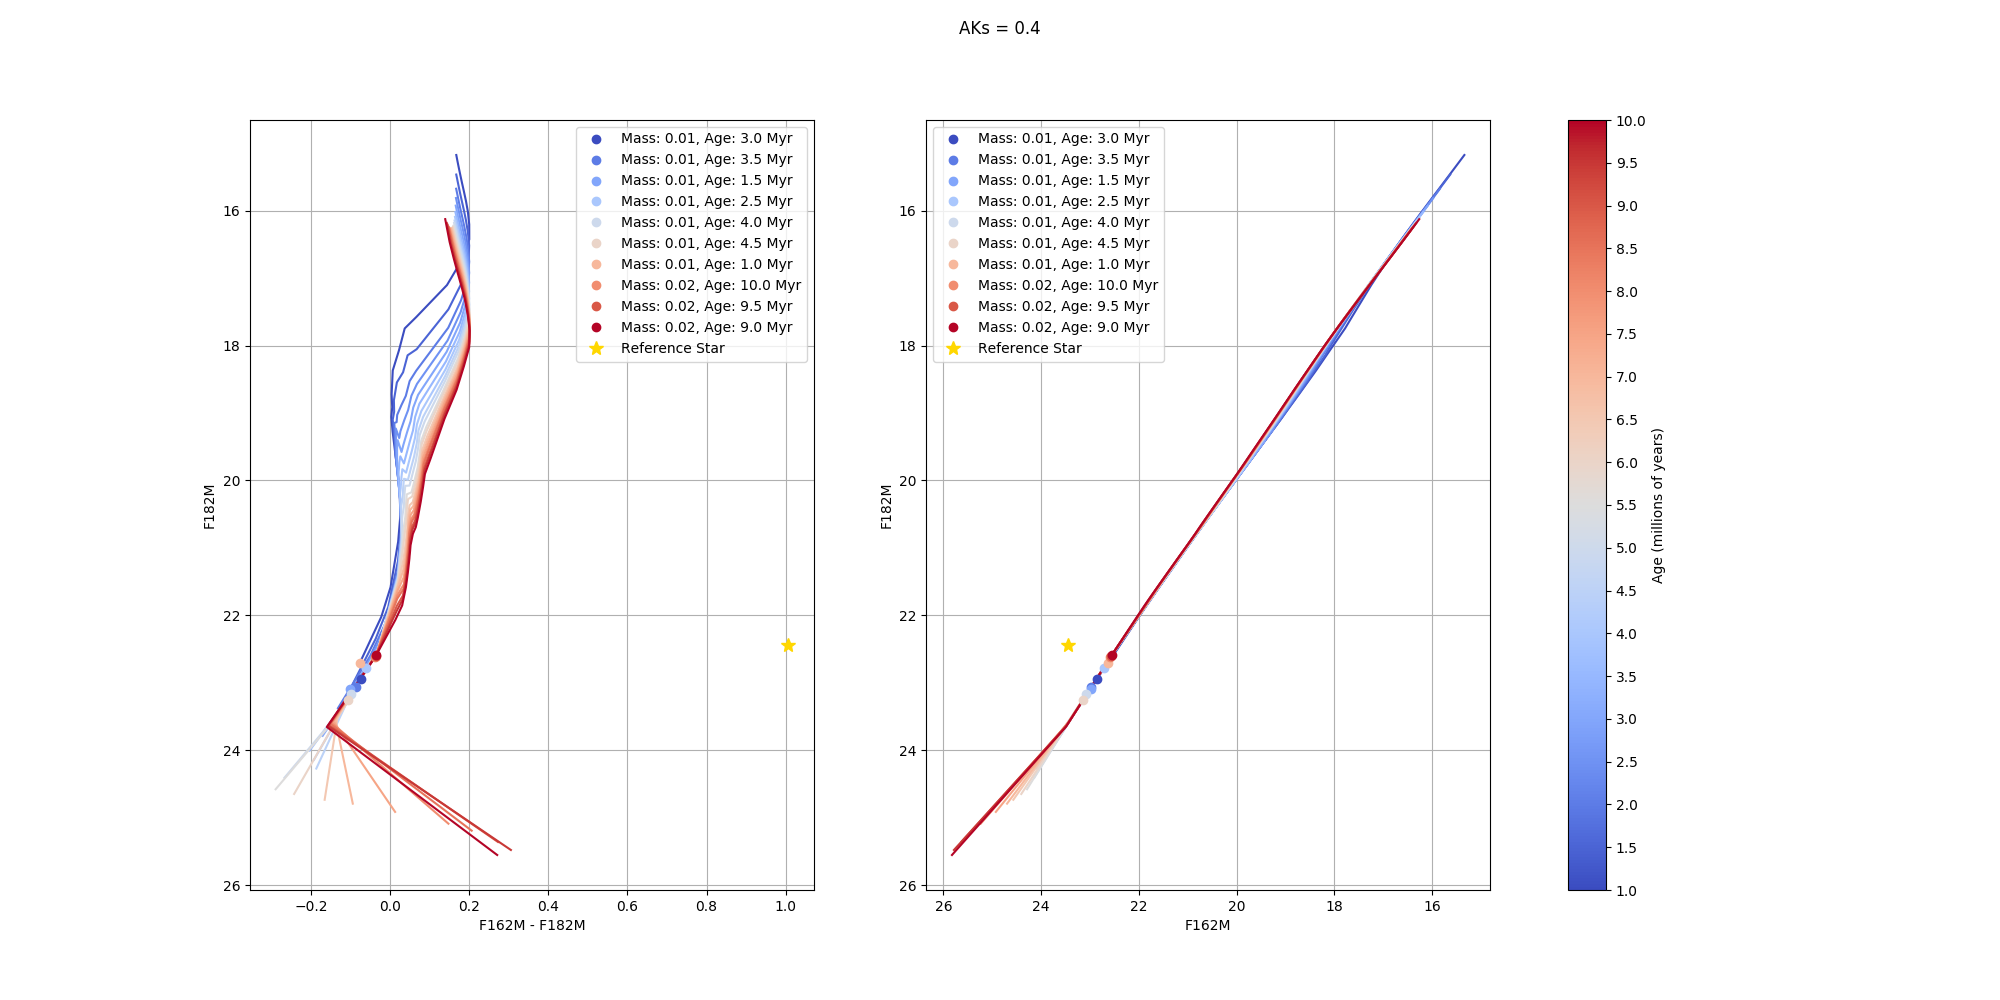 AKs = 0.4
Mass: 0.01, Age: 3.0 Myr
Mass: 0.01, Age: 3.5 Myr
Mass: 0.01, Age: 1.5 Myr
Mass: 0.01, Age: 2.5 Myr
Mass: 0.01, Age: 4.0 Myr
Mass: 0.01, Age: 4.5 Myr
Mass: 0.01, Age: 1.0 Myr
Mass: 0.02, Age: 10.0 Myr
Mass: 0.02, Age: 9.5 Myr
Mass: 0.02, Age: 9.0 Myr
Reference Star
16
18
20
22
24
26
F182M
−0.2
0.0
0.2
0.4
0.6
0.8
1.0
F162M - F182M
Mass: 0.01, Age: 3.0 Myr
Mass: 0.01, Age: 3.5 Myr
Mass: 0.01, Age: 1.5 Myr
Mass: 0.01, Age: 2.5 Myr
Mass: 0.01, Age: 4.0 Myr
Mass: 0.01, Age: 4.5 Myr
Mass: 0.01, Age: 1.0 Myr
Mass: 0.02, Age: 10.0 Myr
Mass: 0.02, Age: 9.5 Myr
Mass: 0.02, Age: 9.0 Myr
Reference Star
16
18
20
22
24
26
F182M
26
24
22
20
18
16
F162M
10.0
9.5
9.0
8.5
8.0
7.5
7.0
6.5
6.0
5.5
5.0
4.5
4.0
3.5
3.0
2.5
2.0
1.5
1.0
Age (millions of years)